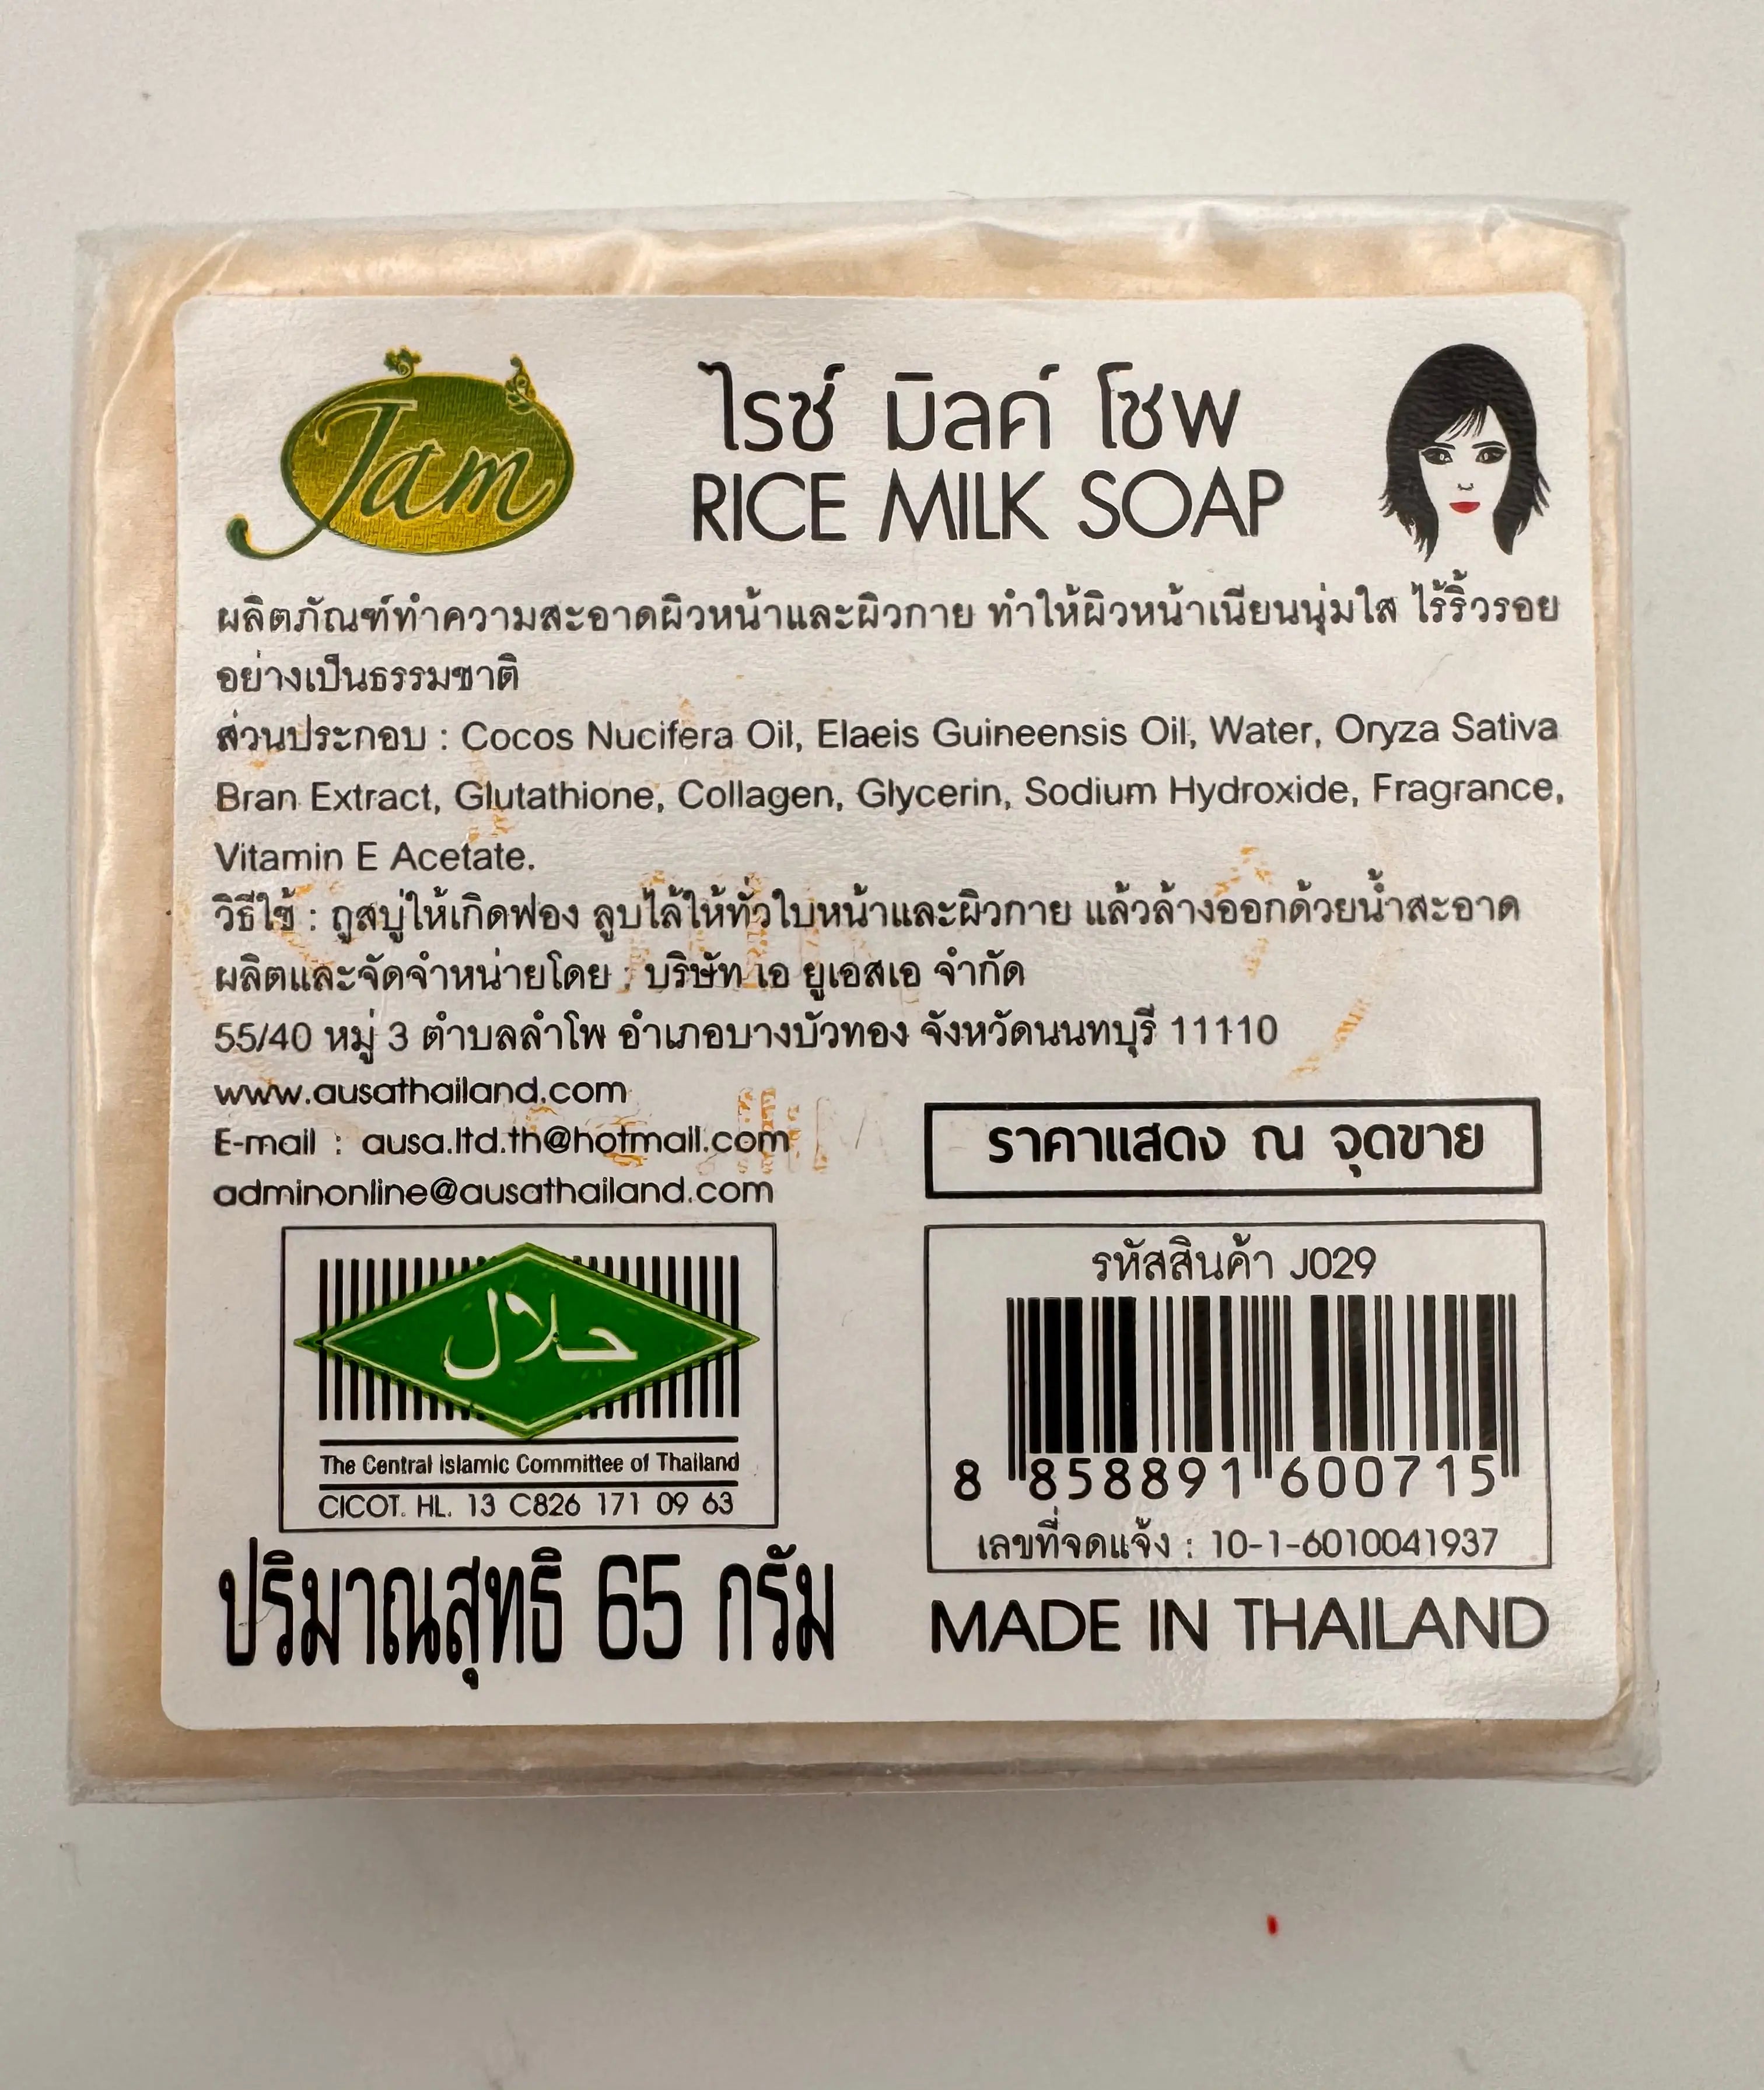 Jam
ไรซ์ มิลค์ โซพ
RICE MILK SOAP
ผลิตภัณฑ์ทำความสะอาดผิวหน้าและผิวกาย ทำให้ผิวหน้าเนียนนุ่มใส ไร้ริ้วรอย
อย่างเป็นธรรมชาติ
ส่วนประกอบ : Cocos Nucifera Oil, Elaeis Guineensis Oil, Water, Oryza Sativa
Bran Extract, Glutathione, Collagen, Glycerin, Sodium Hydroxide, Fragrance,
Vitamin E Acetate.
วิธีใช้ : ถูสบู่ให้เกิดฟอง ลูบไล้ให้ทั่วใบหน้าและผิวกาย แล้วล้างออกด้วยน้ำสะอาด
ผลิตและจัดจำหน่ายโดย : บริษัท เอ ยูเอสเอ จำกัด
55/40 หมู่ 3 ตำบลลำโพ อำเภอบางบัวทอง จังหวัดนนทบุรี 11110
www.ausathailand.com
E-mail : ausa.ltd.th@hotmail.com
adminonline@ausathailand.com
ราคาแสดง ณ จุดขาย
حلال
The Central Islamic Committee of Thailand
CICOT. HL. 13 C826 171 09 63
รหัสสินค้า J029
8 858891 600715
เลขที่จดแจ้ง : 10-1-6010041937
ปริมาณสุทธิ 65 กรัม
MADE IN THAILAND